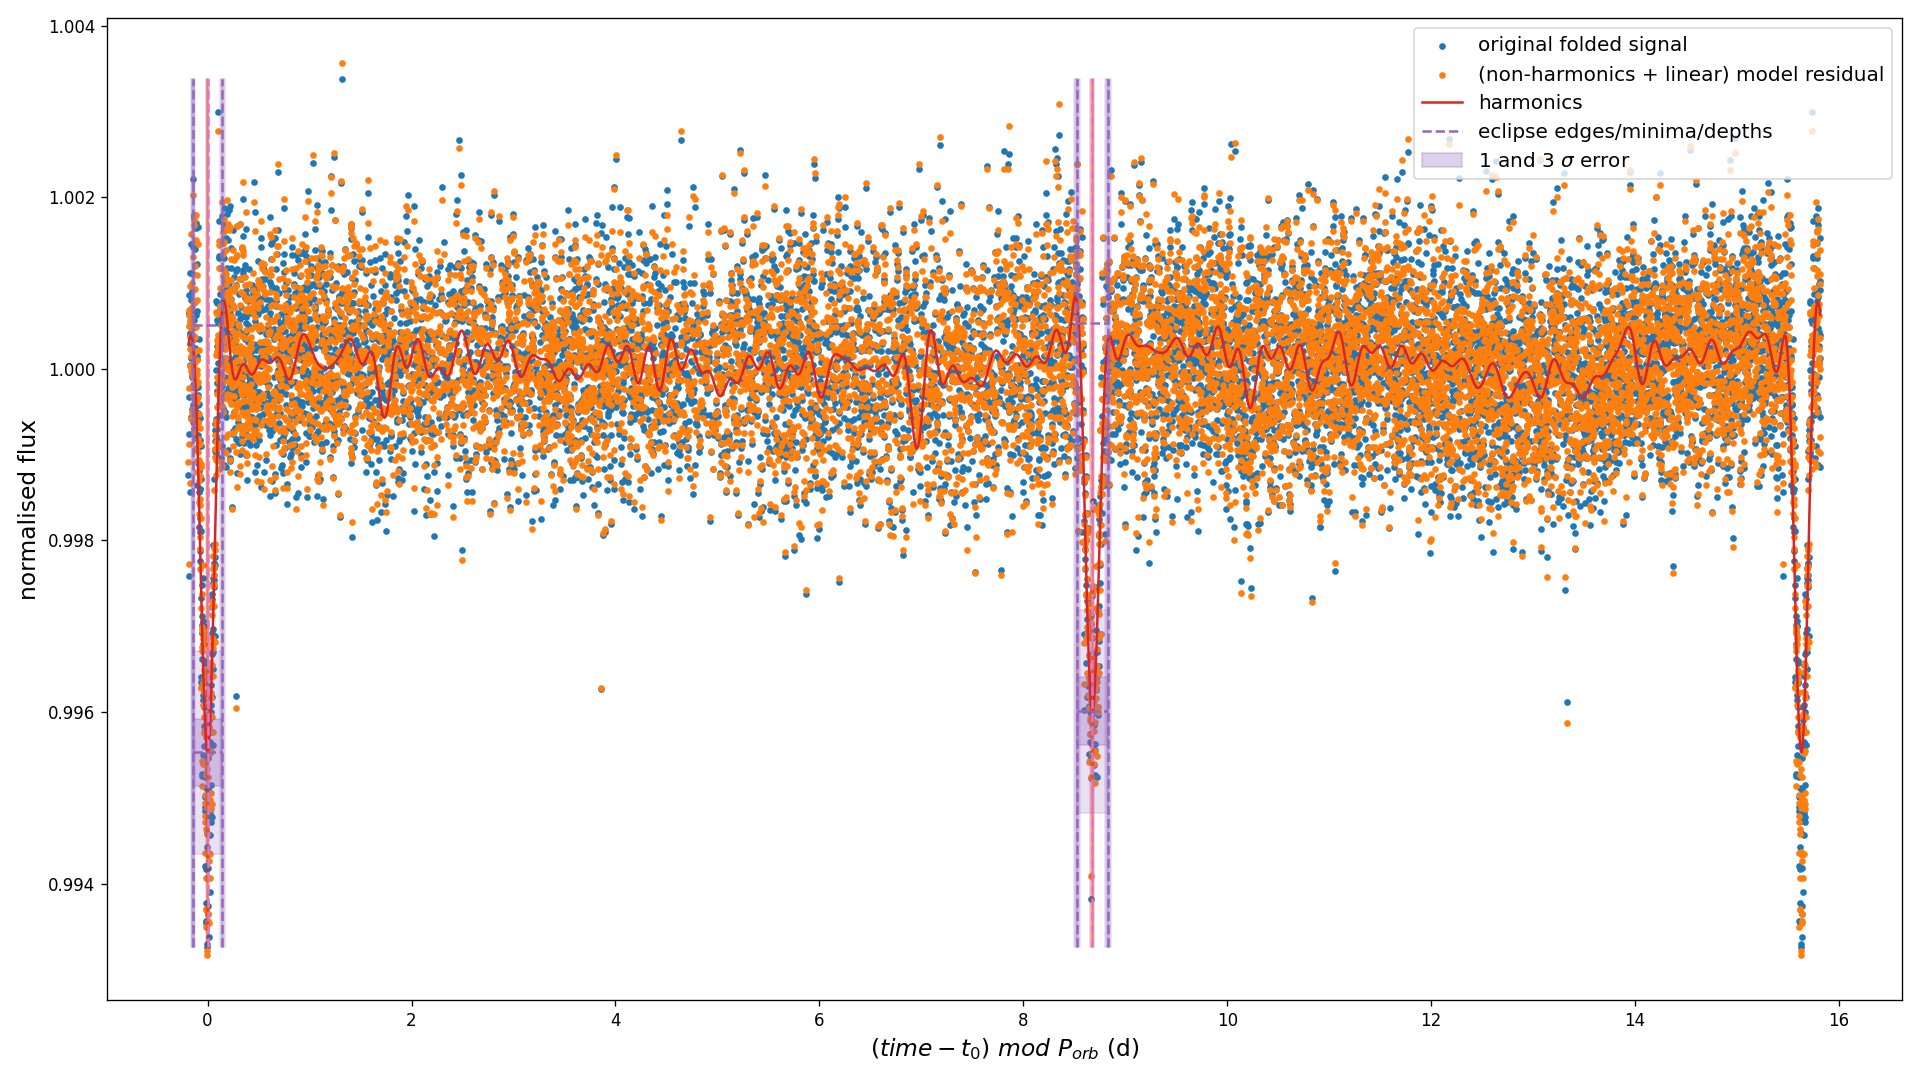 1.004
1.002
1.000
0.998
0.996
0.994
normalised flux
0 2 4 6 8 10 12 14 16
(time − t₀) mod P_orb (d)
original folded signal
(non-harmonics + linear) model residual
harmonics
eclipse edges/minima/depths
1 and 3 σ error